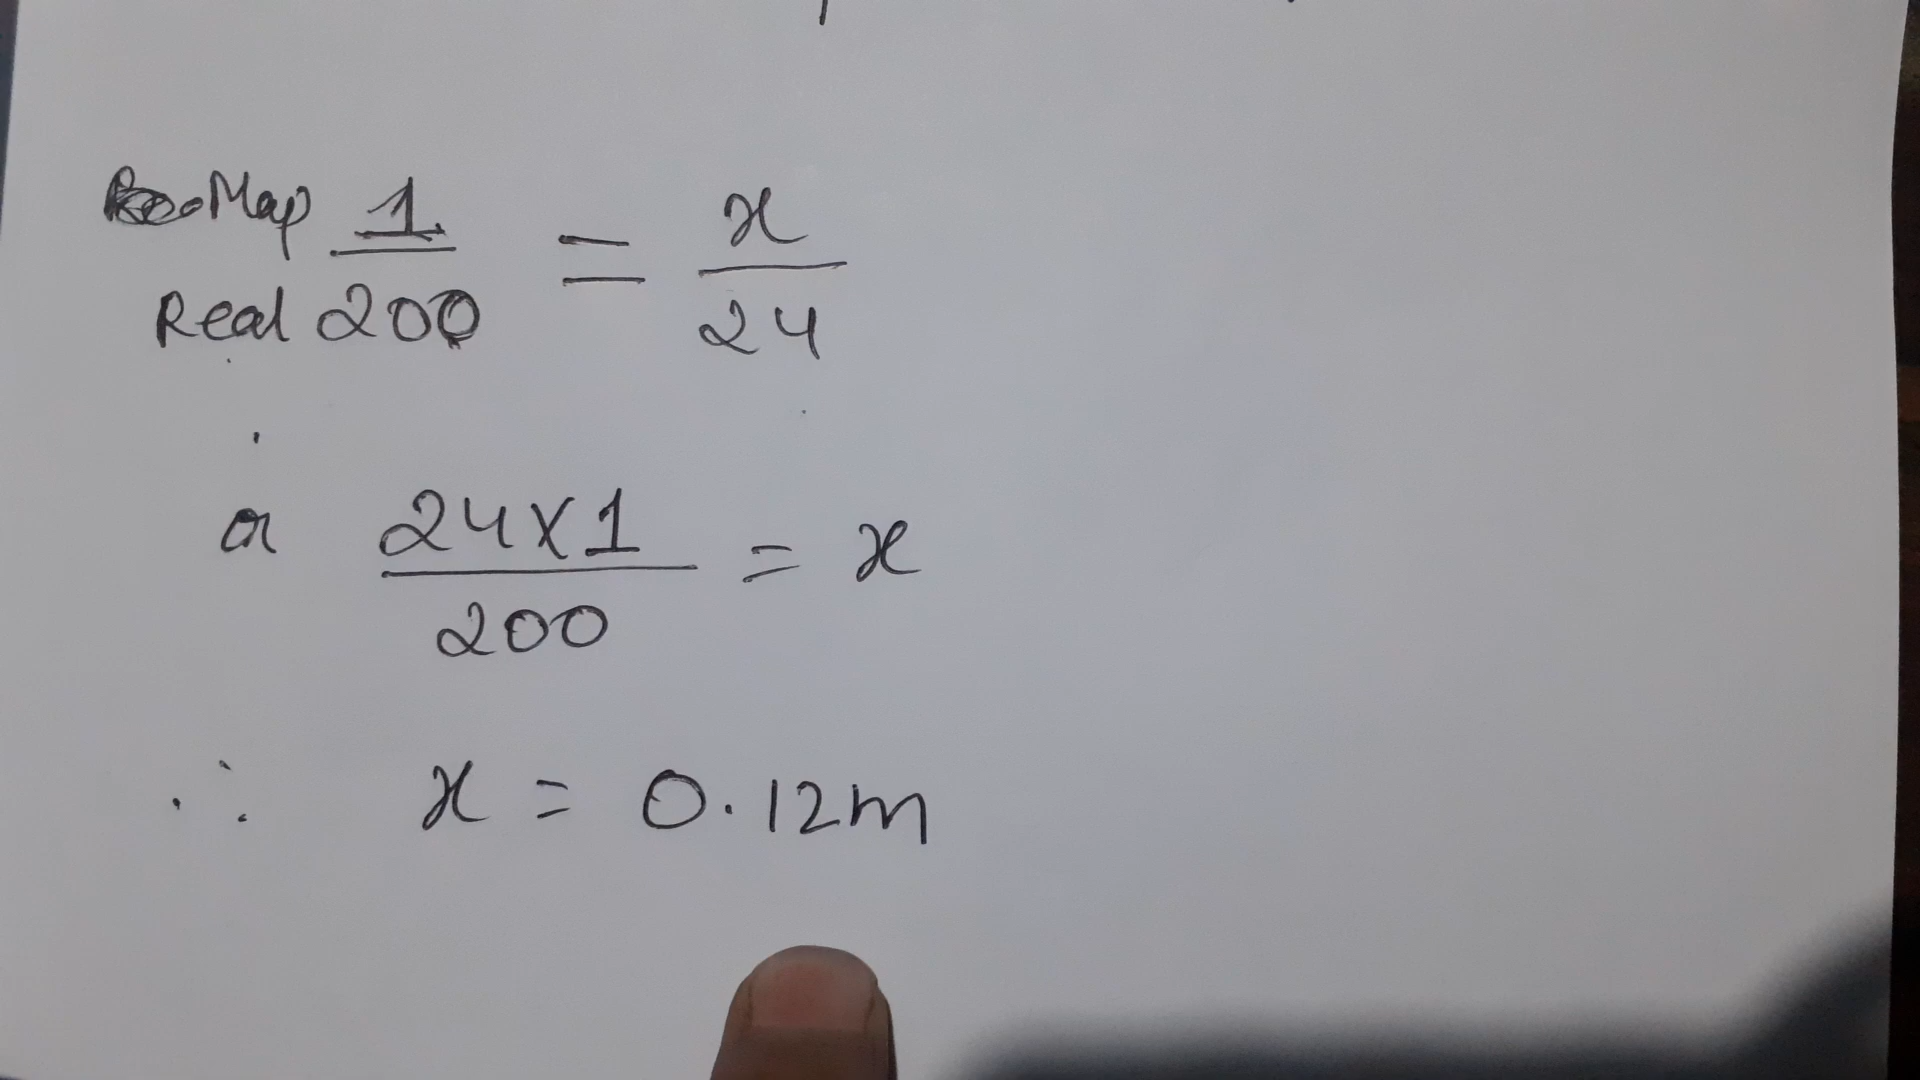 Map 1/200 = x/24
Real
or 24x1/200 = x
∴ x = 0.12m